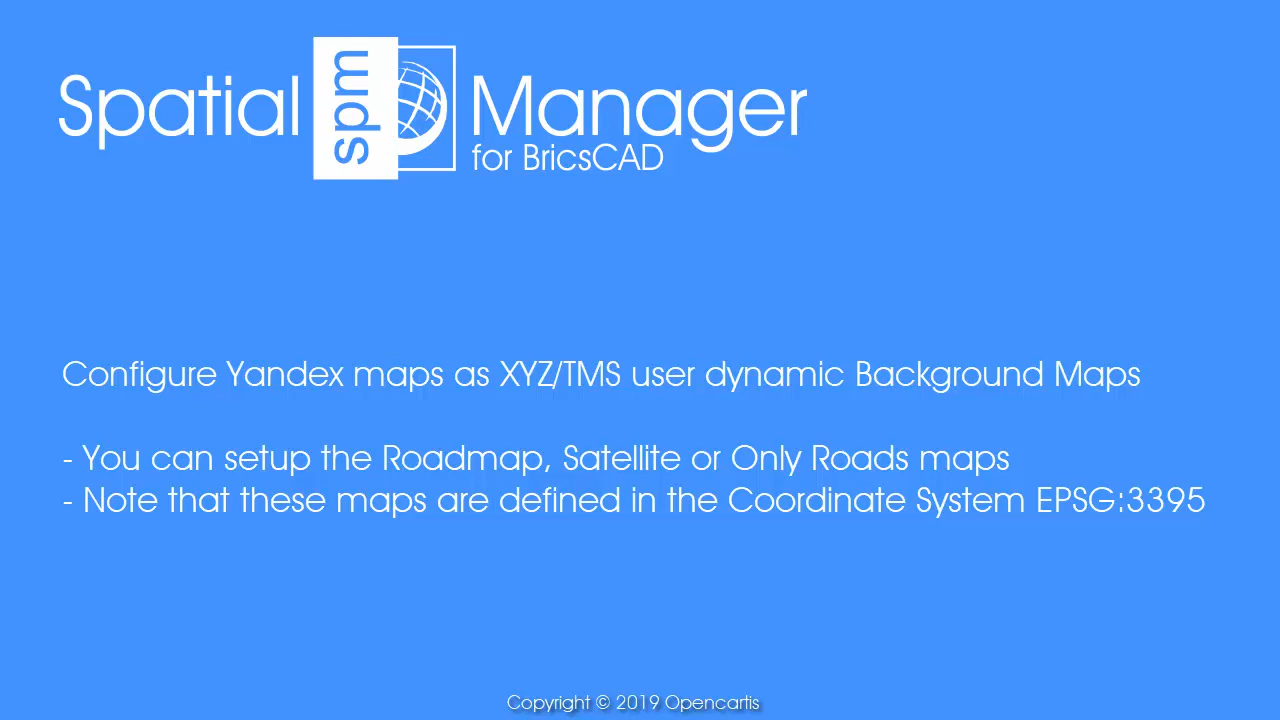 Spatial spm Manager
for BricsCAD
Configure Yandex maps as XYZ/TMS user dynamic Background Maps
- You can setup the Roadmap, Satellite or Only Roads maps
- Note that these maps are defined in the Coordinate System EPSG:3395
Copyright © 2019 Opencartis